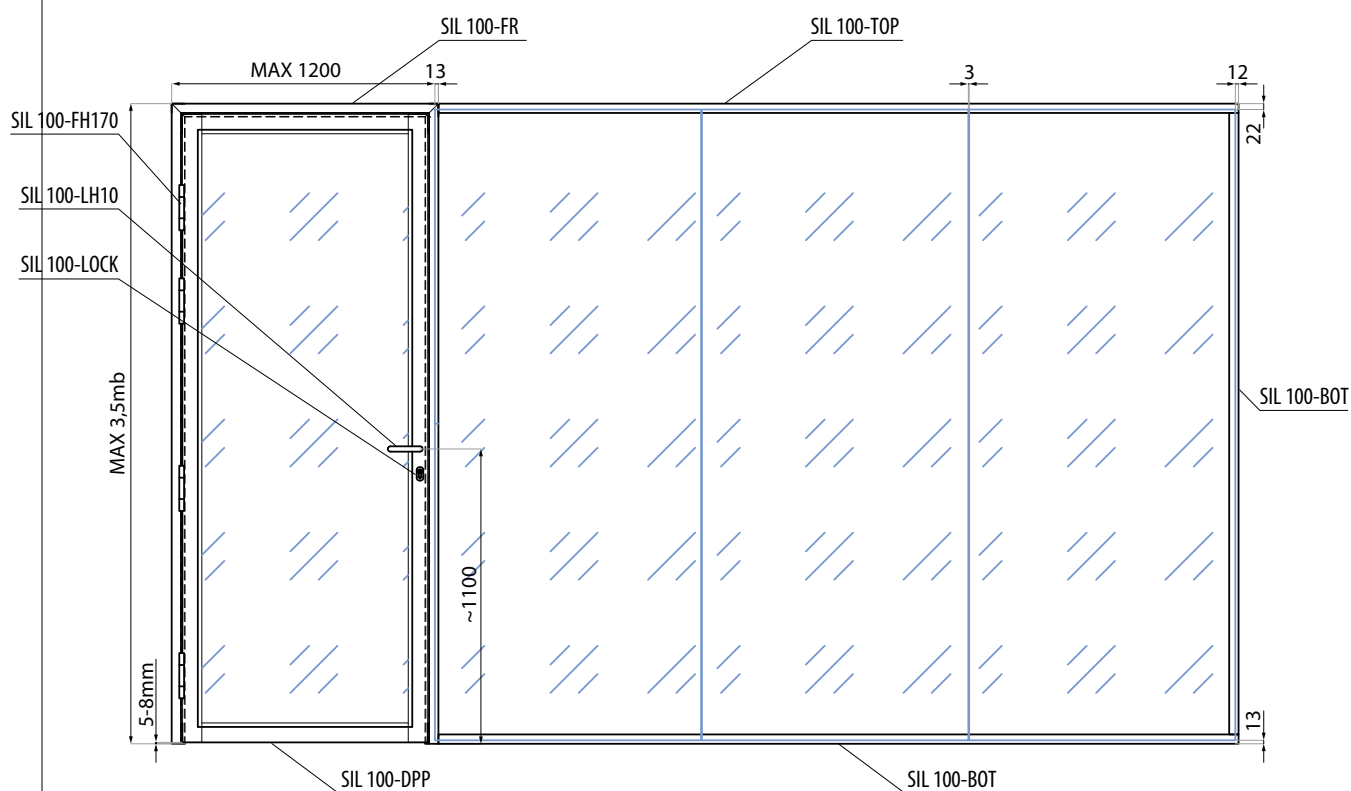 SIL 100-FR
SIL 100-TOP
MAX 1200
13
3
12
SIL 100-FH170
22
SIL 100-LH10
SIL 100-LOCK
MAX 3,5mb
SIL 100-BOT
~1100
5-8mm
13
SIL 100-DPP
SIL 100-BOT